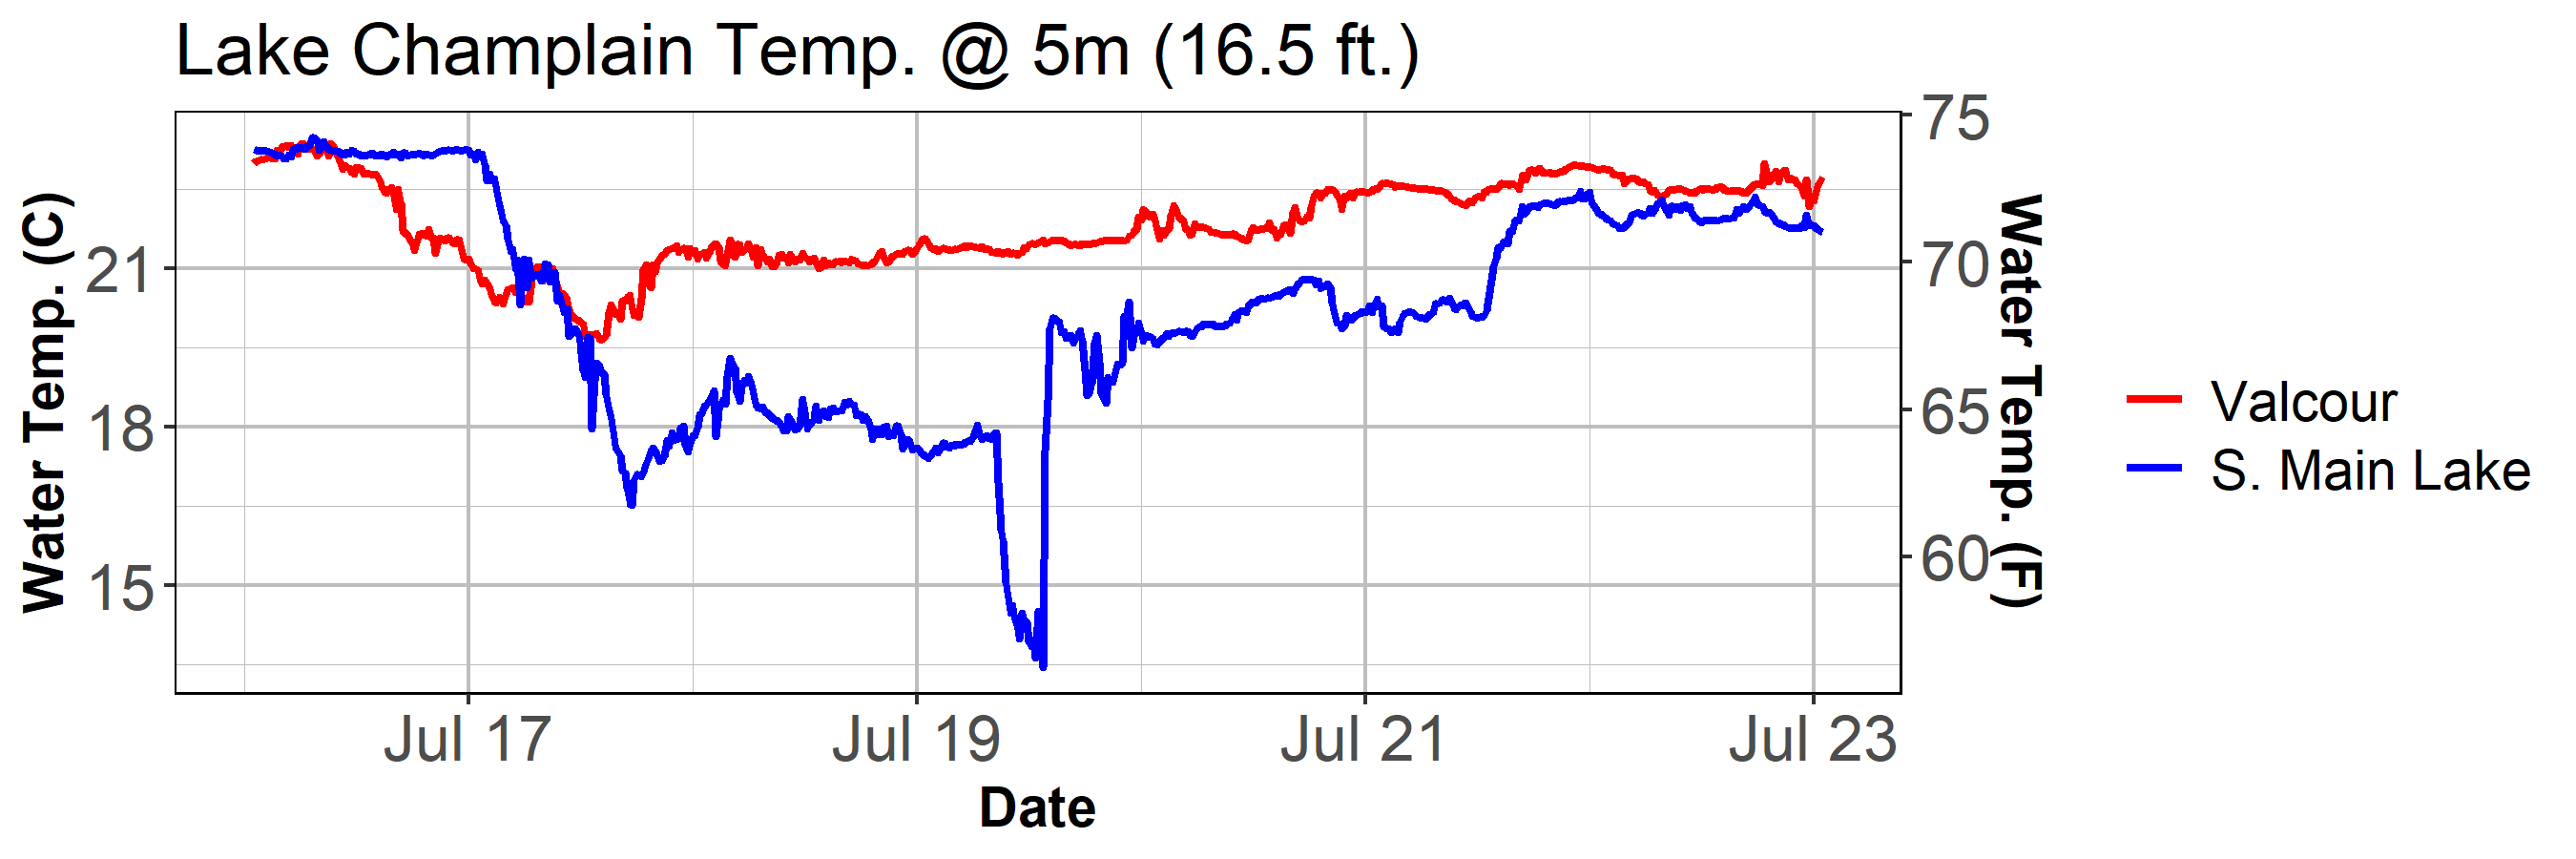 Lake Champlain Temp. @ 5m (16.5 ft.)
Water Temp. (C)
21
18
15
75
70
65
60
Water Temp. (F)
Jul 17
Jul 19
Jul 21
Jul 23
Date
Valcour
S. Main Lake